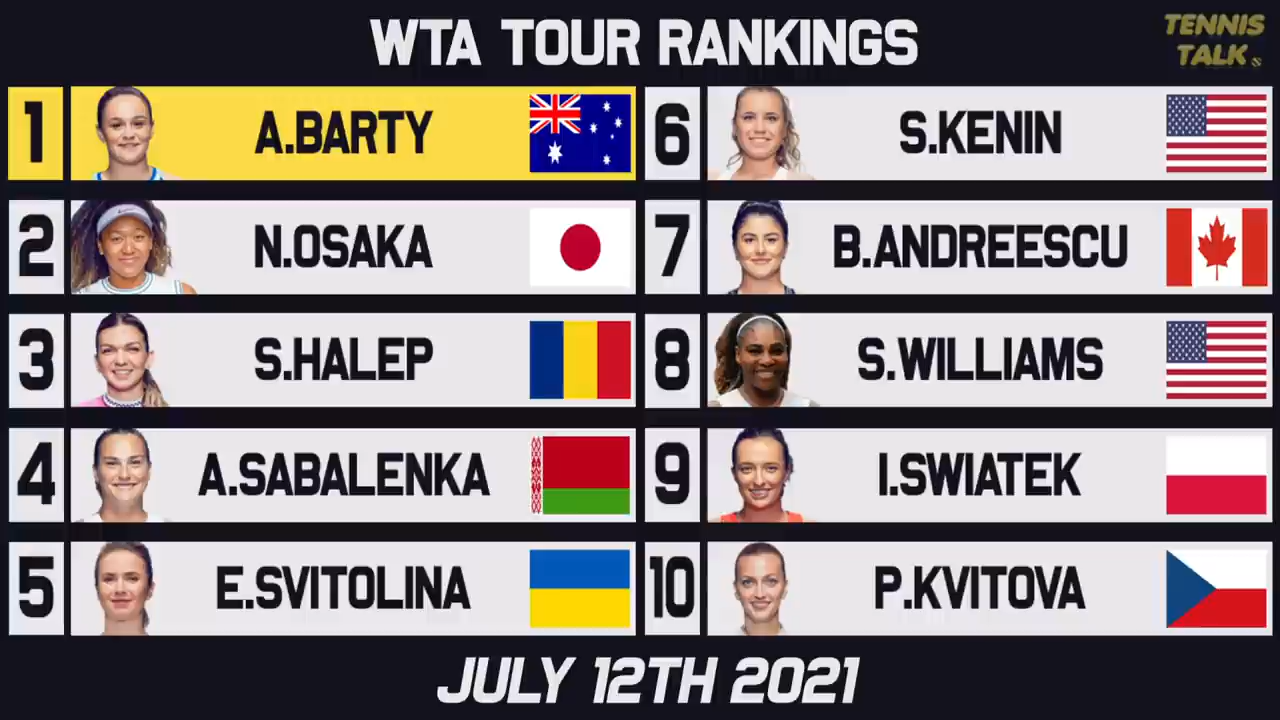 WTA TOUR RANKINGS
TENNIS
TALK
1 A.BARTY
2 N.OSAKA
3 S.HALEP
4 A.SABALENKA
5 E.SVITOLINA
6 S.KENIN
7 B.ANDREESCU
8 S.WILLIAMS
9 I.SWIATEK
10 P.KVITOVA
JULY 12TH 2021